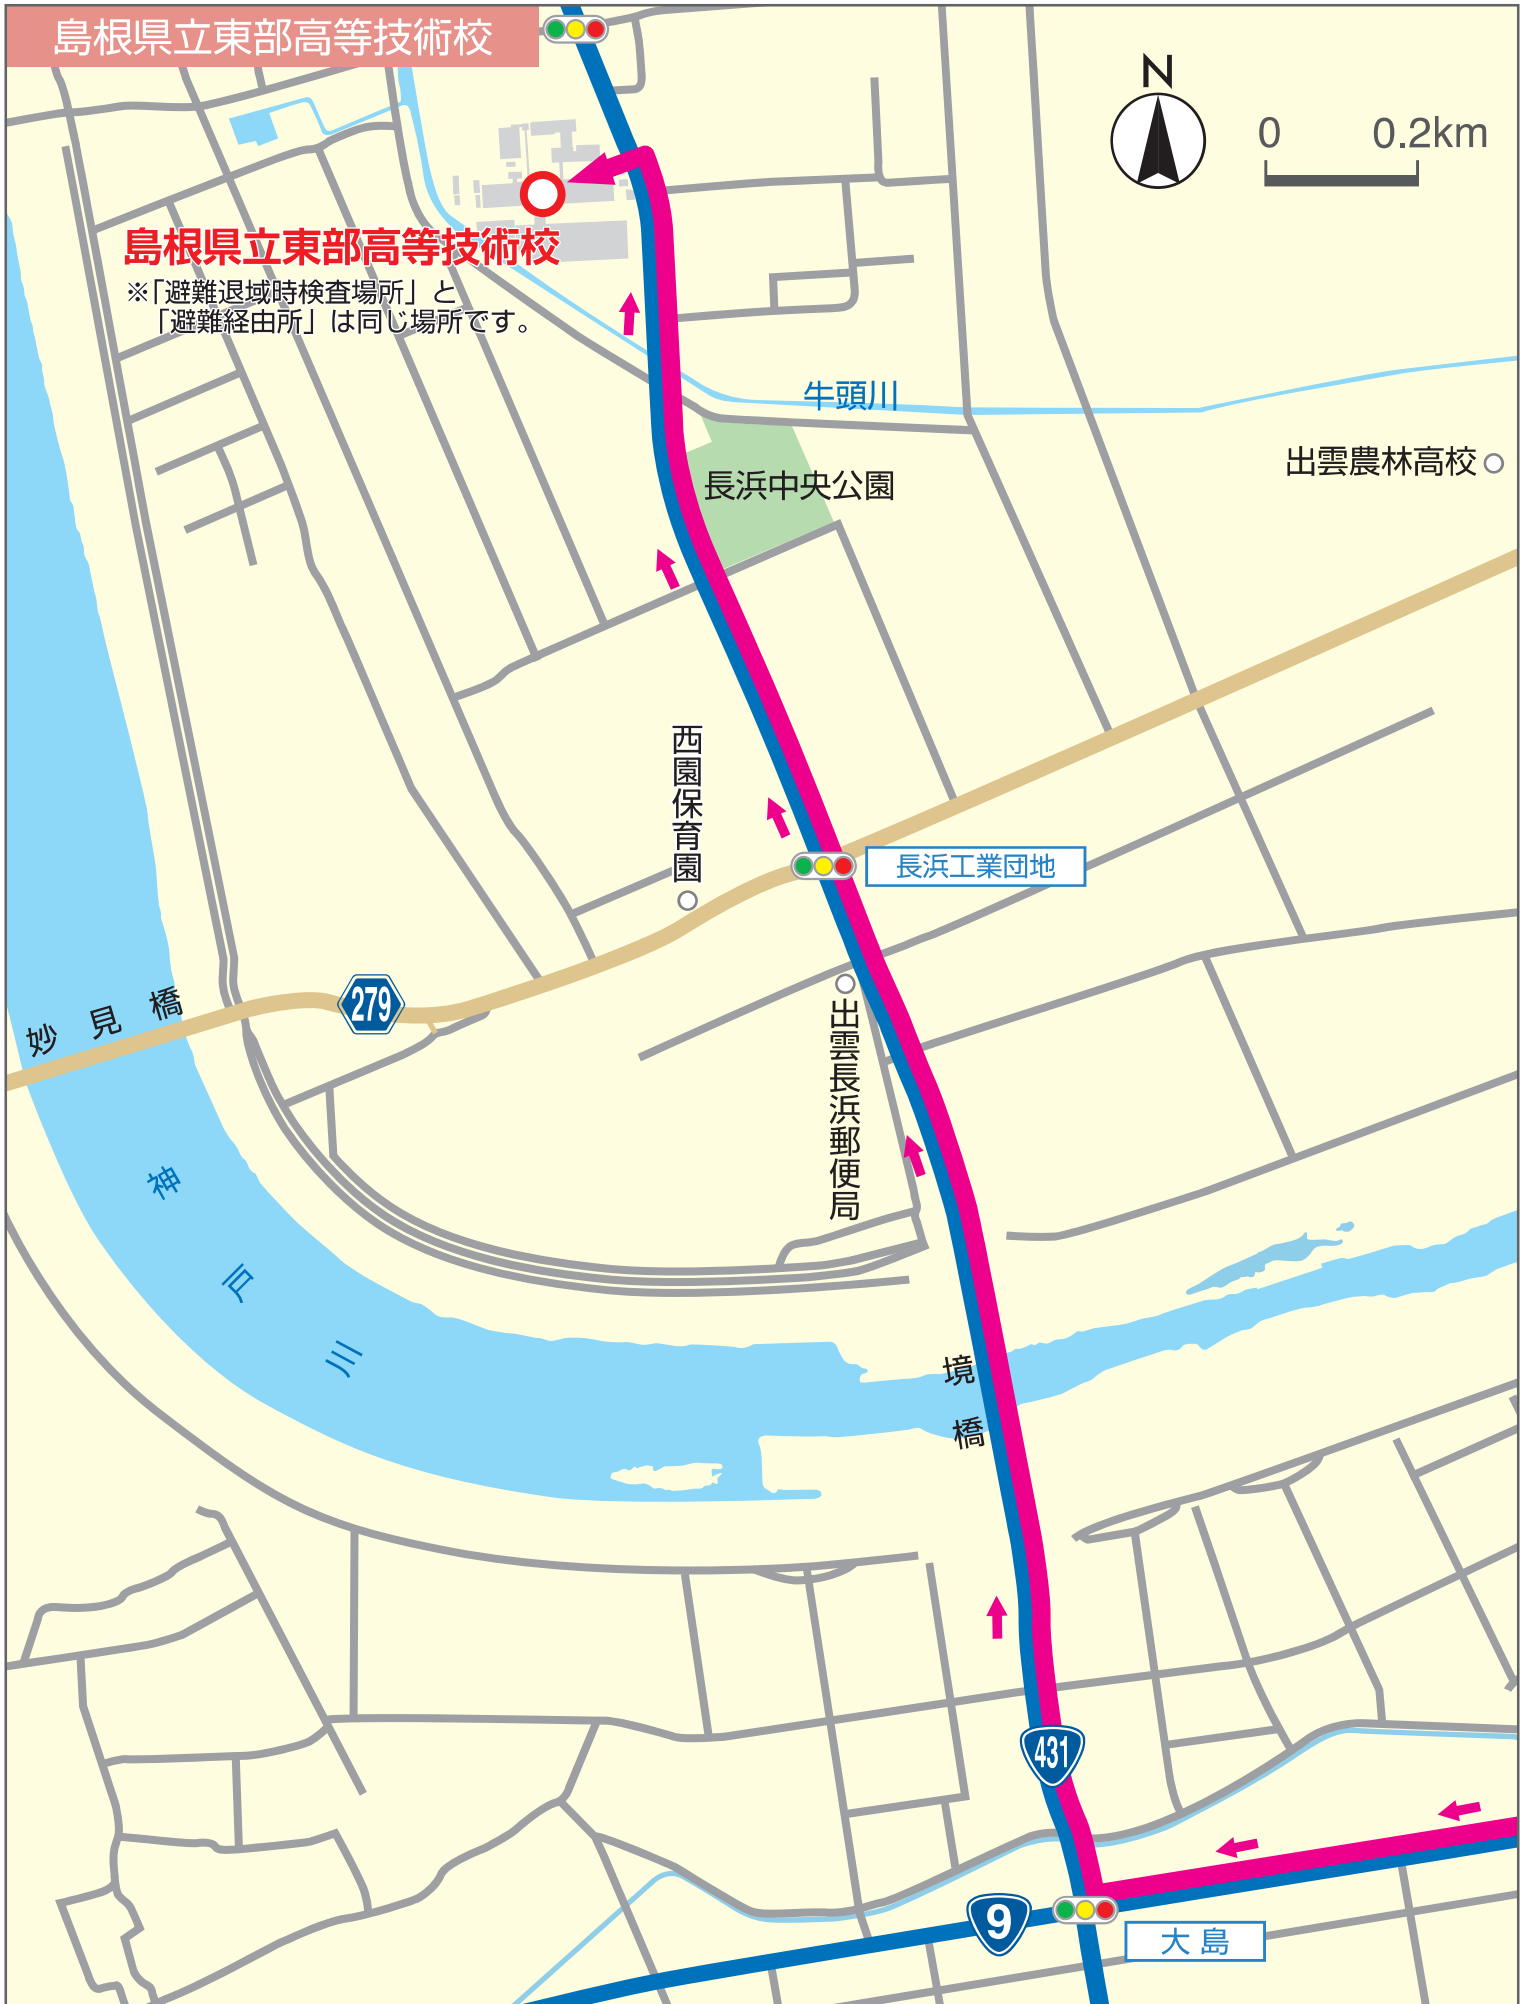 島根県立東部高等技術校
N
0 0.2km
島根県立東部高等技術校
※「避難退域時検査場所」と
「避難経由所」は同じ場所です。
牛頭川
出雲農林高校
長浜中央公園
西園保育園
長浜工業団地
279
妙見橋
出雲長浜郵便局
神戸川
境橋
431
9
大島